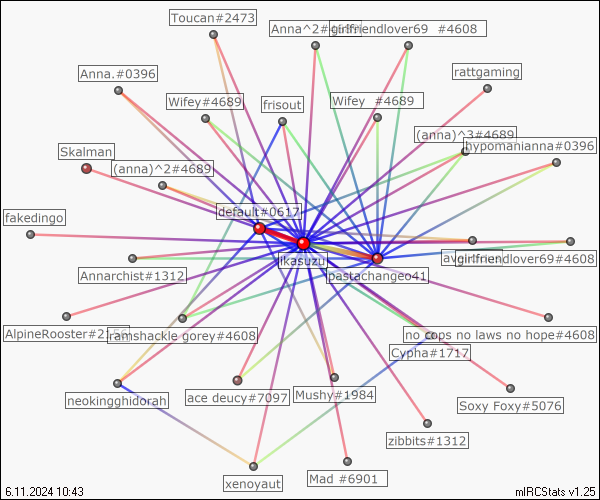 Toucan#2473
Anna^2#
girlfriendlover69 #4608
Anna.#0396
rattgaming
Wifey#4689
frisout
Wifey #4689
(anna)^3#4689
hypomanianna#0396
Skalman
(anna)^2#4689
default#0617
fakedingo
ikasuzu
girlfriendlover69#4608
Annarchist#1312
pastachangeo41
AlpineRooster#2
ramshackle gorey#4608
no cops no laws no hope#4608
Cypha#1717
neokingghidorah
ace deucy#7097
Mushy#1984
Soxy Foxy#5076
zibbits#1312
xenoyaut
Mad #6901
6.11.2024 10:43
mIRCStats v1.25